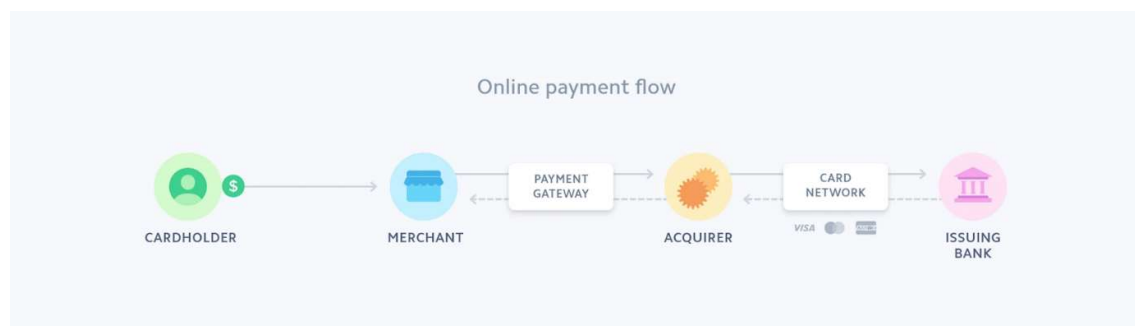 Online payment flow
$
PAYMENT
GATEWAY
CARD
NETWORK
VISA
CARDHOLDER
MERCHANT
ACQUIRER
ISSUING
BANK